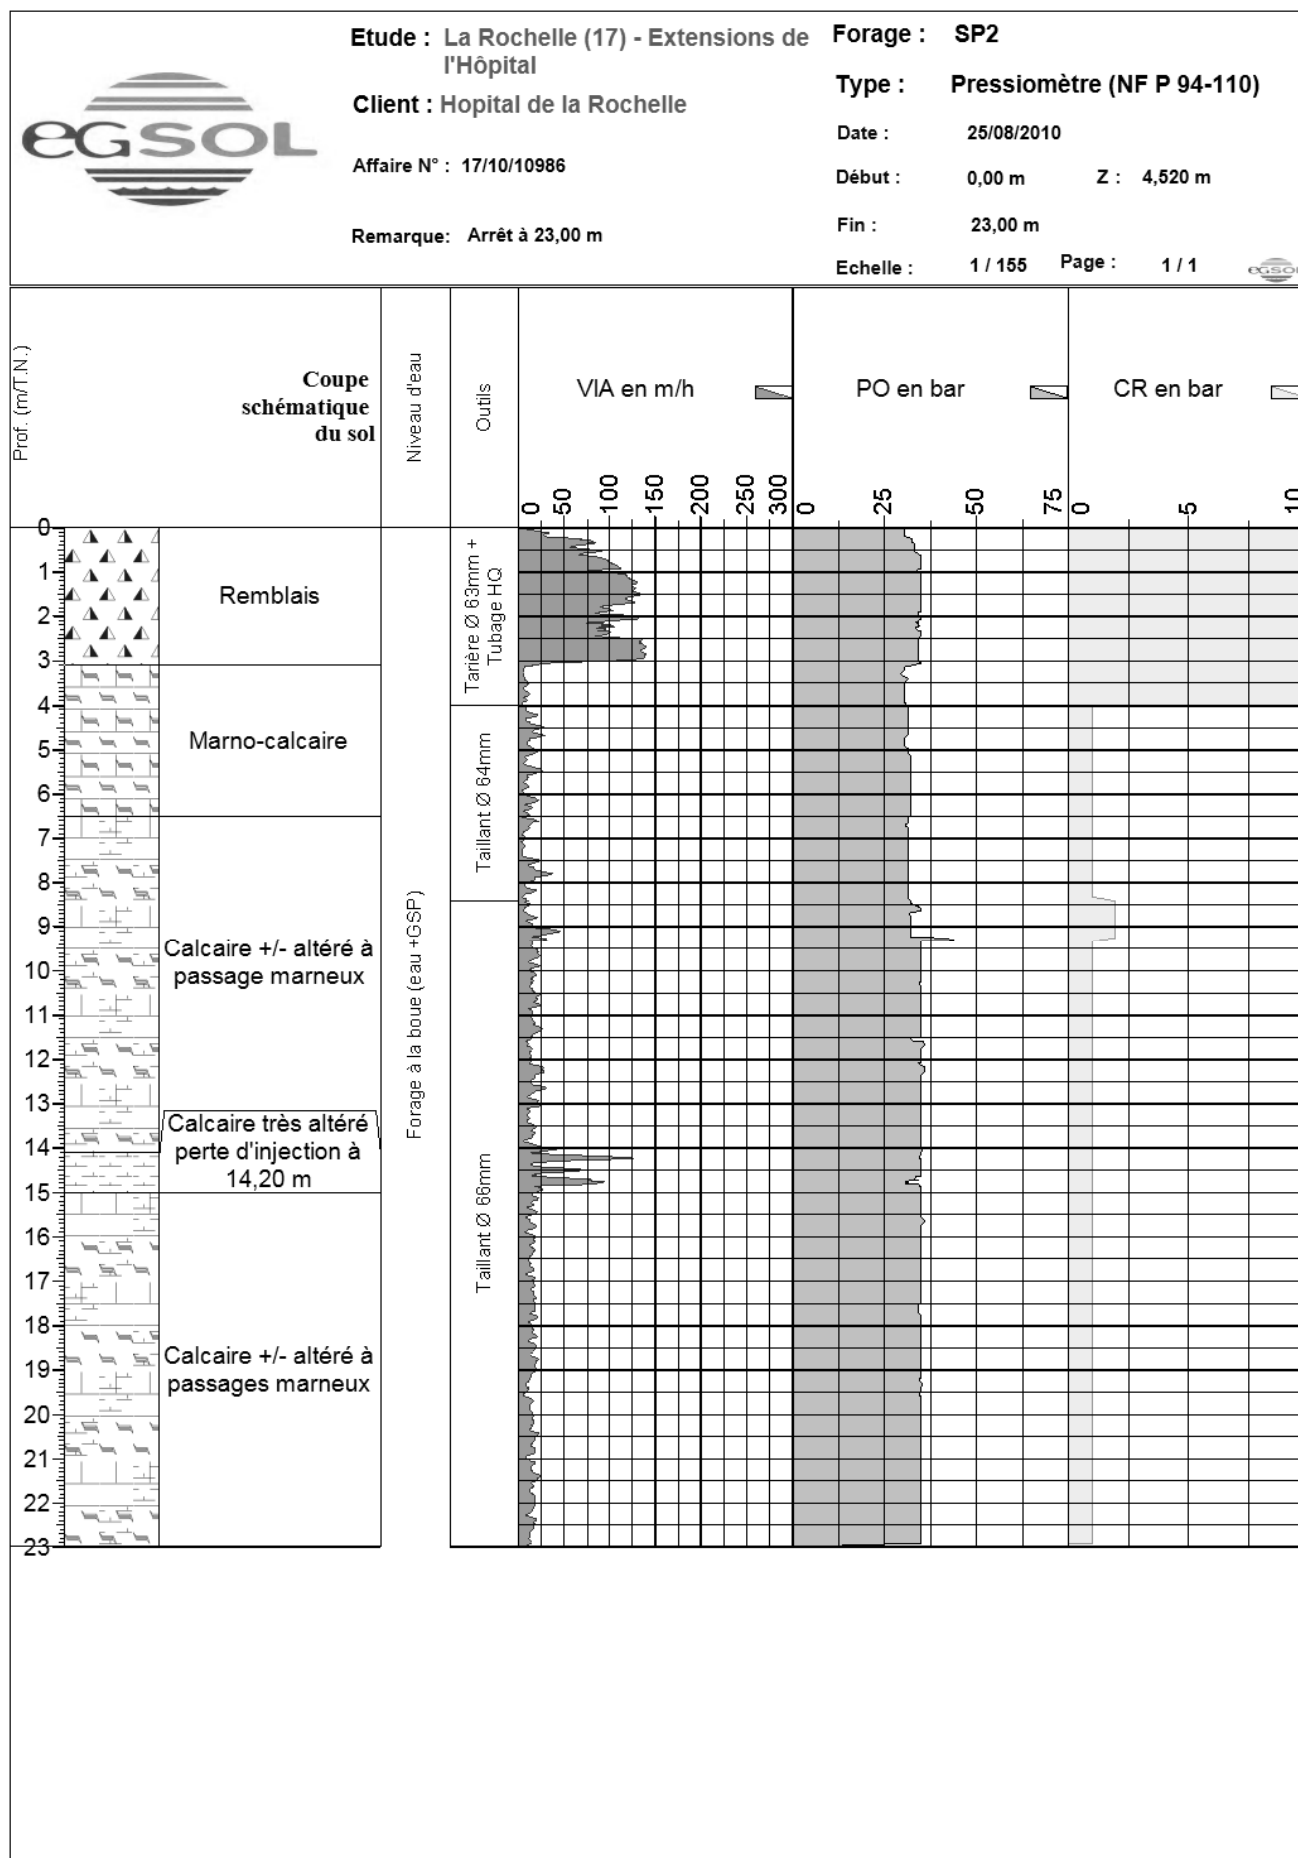 Etude : La Rochelle (17) - Extensions de
l'Hôpital
Client : Hopital de la Rochelle
Affaire N° : 17/10/10986
Remarque: Arrêt à 23,00 m
Forage : SP2
Type : Pressiomètre (NF P 94-110)
Date : 25/08/2010
Début : 0,00 m Z : 4,520 m
Fin : 23,00 m
Echelle : 1 / 155 Page : 1 / 1
egsol
egsol
Prof. (m/T.N.)
Coupe
schématique
du sol
Niveau d'eau
Outils
VIA en m/h
PO en bar
CR en bar
0 50 100 150 200 250 300
0 25 50 75
0 5 10
0
1
2
3
4
5
6
7
8
9
10
11
12
13
14
15
16
17
18
19
20
21
22
23
Remblais
Marno-calcaire
Calcaire +/- altéré à
passage marneux
Calcaire très altéré
perte d'injection à
14,20 m
Calcaire +/- altéré à
passages marneux
Forage à la boue (eau +GSP)
Tarière Ø 63mm +
Tubage HQ
Taillant Ø 64mm
Taillant Ø 66mm